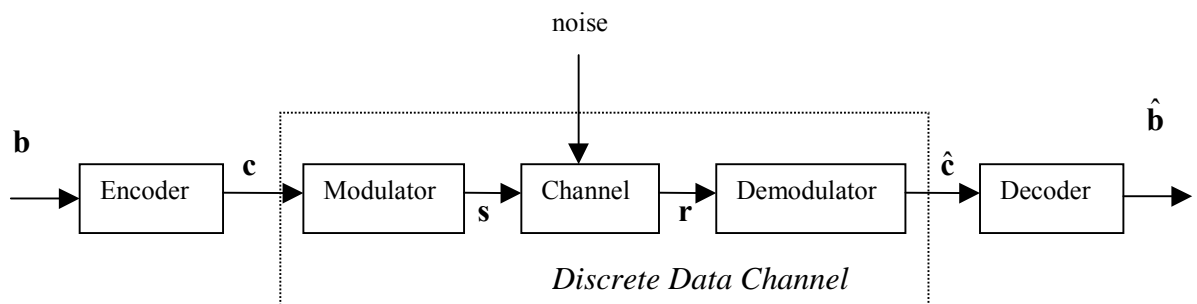 noise
b
Encoder
c
Modulator
s
Channel
r
Demodulator
ĉ
Decoder
b̂
Discrete Data Channel